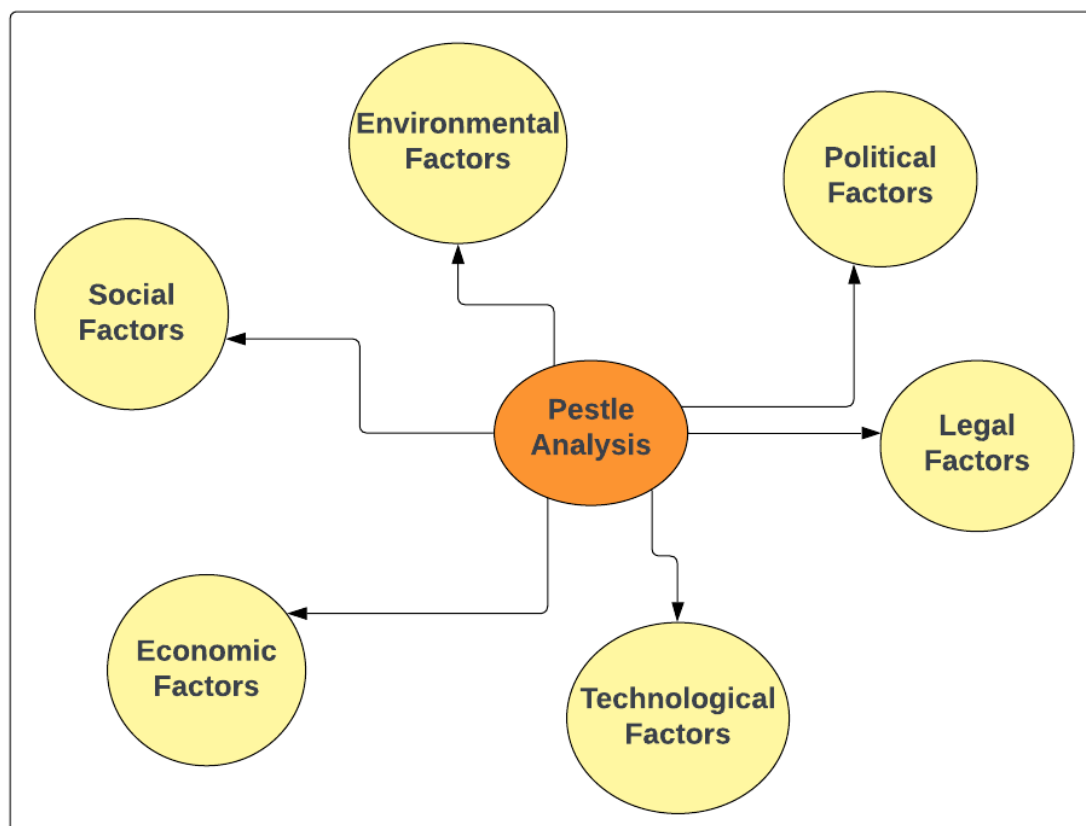 Environmental
Factors
Political
Factors
Social
Factors
Pestle
Analysis
Legal
Factors
Economic
Factors
Technological
Factors